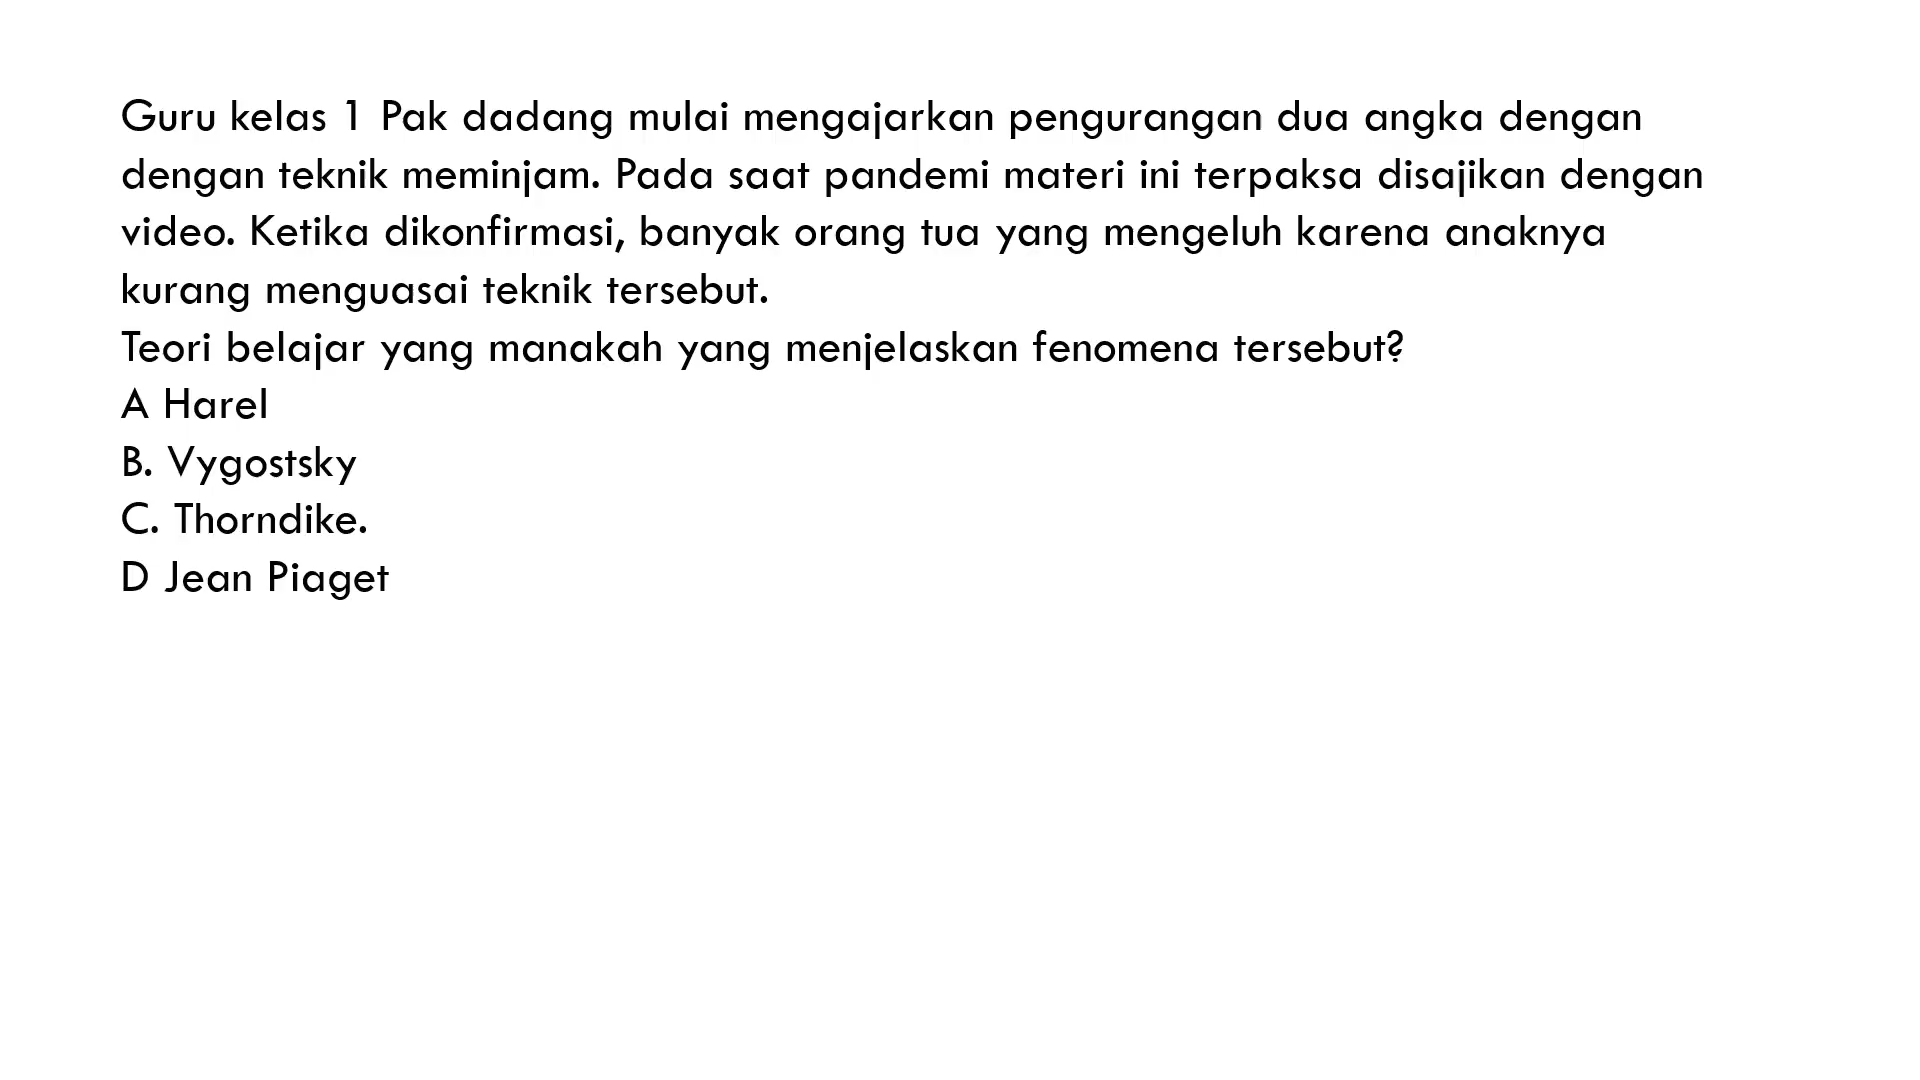 Guru kelas 1 Pak dadang mulai mengajarkan pengurangan dua angka dengan
dengan teknik meminjam. Pada saat pandemi materi ini terpaksa disajikan dengan
video. Ketika dikonfirmasi, banyak orang tua yang mengeluh karena anaknya
kurang menguasai teknik tersebut.
Teori belajar yang manakah yang menjelaskan fenomena tersebut?
A Harel
B. Vygostsky
C. Thorndike.
D Jean Piaget